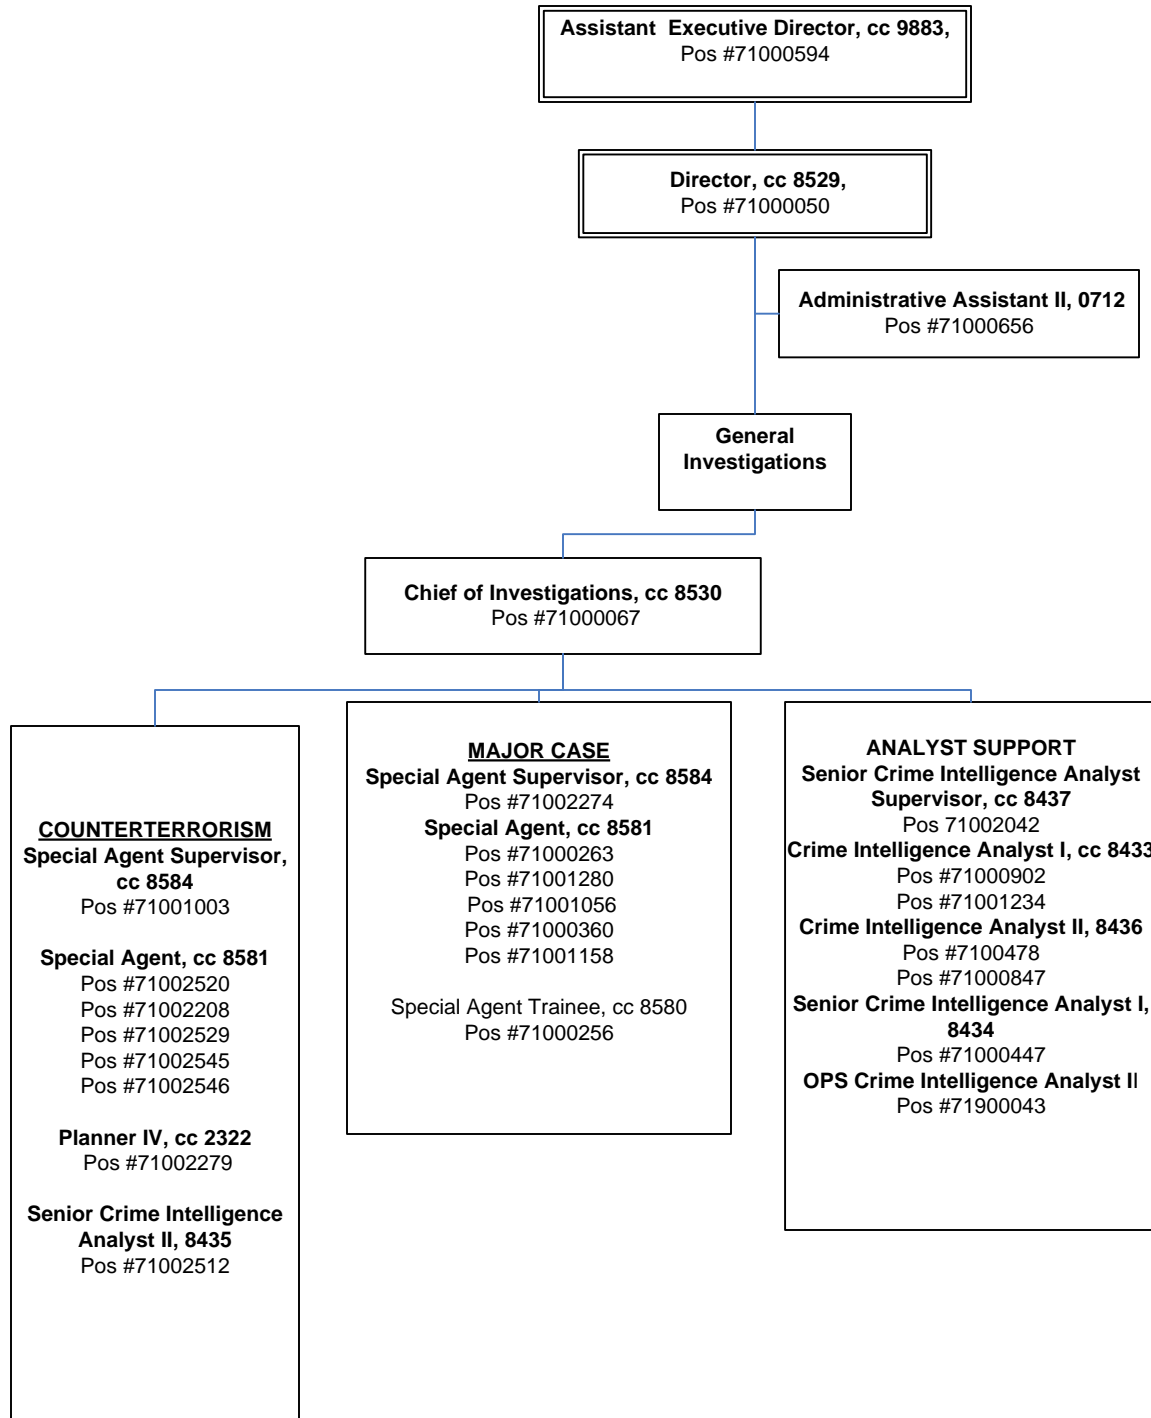 Assistant  Executive Director, cc 9883,
Pos #71000594
Director, cc 8529,
Pos #71000050
Administrative Assistant II, 0712
Pos #71000656
General
Investigations
Chief of Investigations, cc 8530
Pos #71000067
COUNTERTERRORISM
Special Agent Supervisor,
cc 8584
Pos #71001003
Special Agent, cc 8581
Pos #71002520
Pos #71002208
Pos #71002529
Pos #71002545
Pos #71002546
Planner IV, cc 2322
Pos #71002279
Senior Crime Intelligence
Analyst II, 8435
Pos #71002512
MAJOR CASE
Special Agent Supervisor, cc 8584
Pos #71002274
Special Agent, cc 8581
Pos #71000263
Pos #71001280
Pos #71001056
Pos #71000360
Pos #71001158
Special Agent Trainee, cc 8580
Pos #71000256
ANALYST SUPPORT
Senior Crime Intelligence Analyst
Supervisor, cc 8437
Pos 71002042
Crime Intelligence Analyst I, cc 8433
Pos #71000902
Pos #71001234
Crime Intelligence Analyst II, 8436
Pos #7100478
Pos #71000847
Senior Crime Intelligence Analyst I,
8434
Pos #71000447
OPS Crime Intelligence Analyst II
Pos #71900043